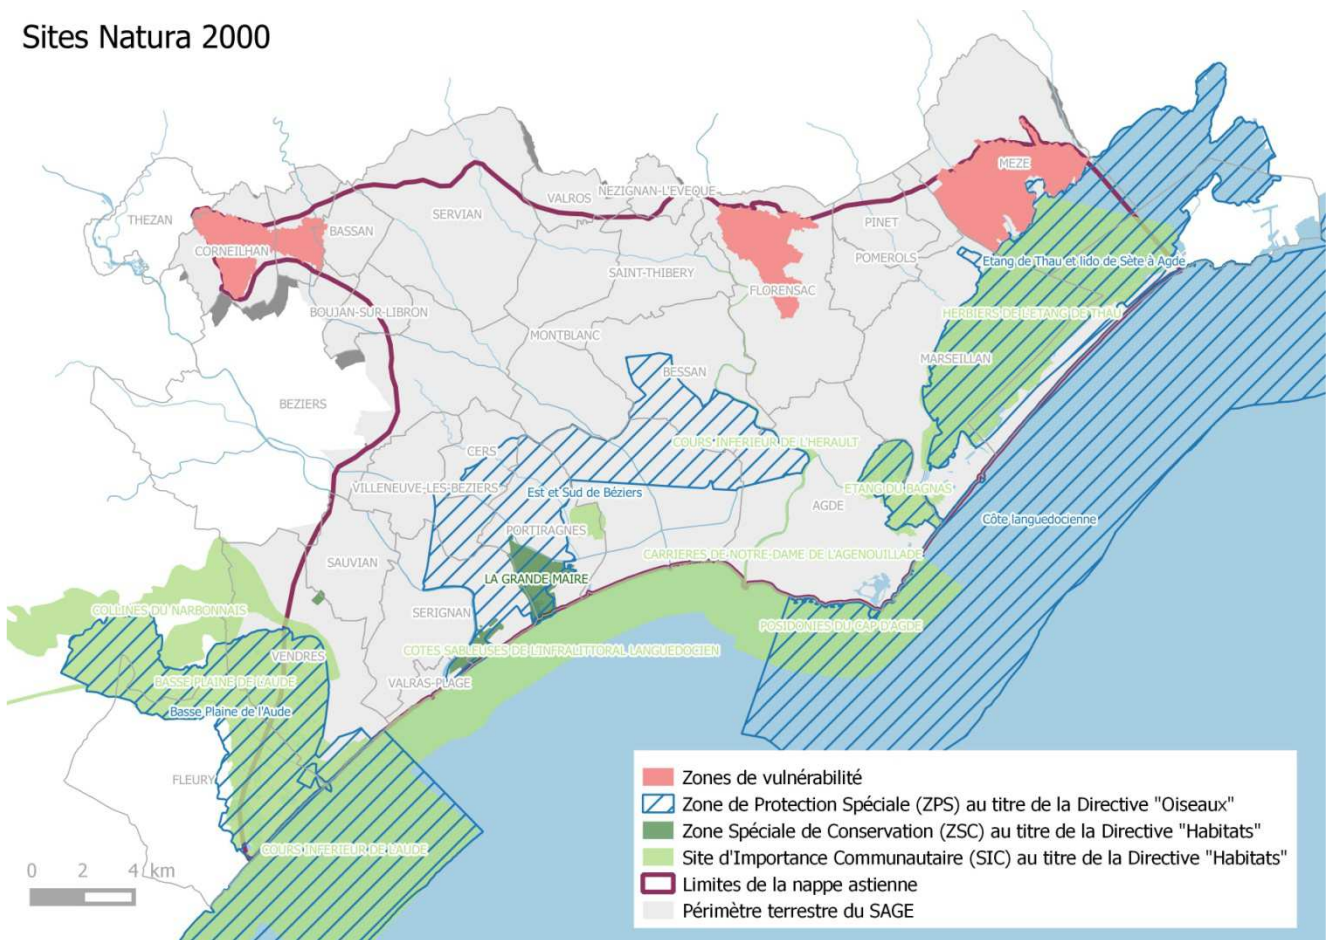 Sites Natura 2000
MEZE
NEZIGNAN-L'EVEQUE
VALROS
THEZAN
SERVIAN
BASSAN
PINET
CORNEILHAN
POMEROLS
Etang de Thau et lido de Sète à Agde
SAINT-THIBERY
FLORENSAC
BOUJAN-SUR-LIBRON
HERBIERS DE L'ETANG DE THAU
MONTBLANC
MARSEILLAN
BESSAN
BEZIERS
COURS INFERIEUR DE L'HERAULT
CERS
VILLENEUVE-LES-BEZIERS
ETANG DU BAGNAS
Est et Sud de Béziers
AGDE
Côte languedocienne
PORTIRAGNES
CARRIERES DE NOTRE-DAME DE L'AGENOUILLADE
SAUVIAN
LA GRANDE MAIRE
COLLINES DU NARBONNAIS
SERIGNAN
POSIDONIES DU CAP D'AGDE
COTES SABLEUSES DE L'INFRALITTORAL LANGUEDOCIEN
VENDRES
BASSE PLAINE DE L'AUDE
VALRAS-PLAGE
Basse Plaine de l'Aude
FLEURY
COURS INFERIEUR DE L'AUDE
0 2 4 km
Zones de vulnérabilité
Zone de Protection Spéciale (ZPS) au titre de la Directive "Oiseaux"
Zone Spéciale de Conservation (ZSC) au titre de la Directive "Habitats"
Site d'Importance Communautaire (SIC) au titre de la Directive "Habitats"
Limites de la nappe astienne
Périmètre terrestre du SAGE